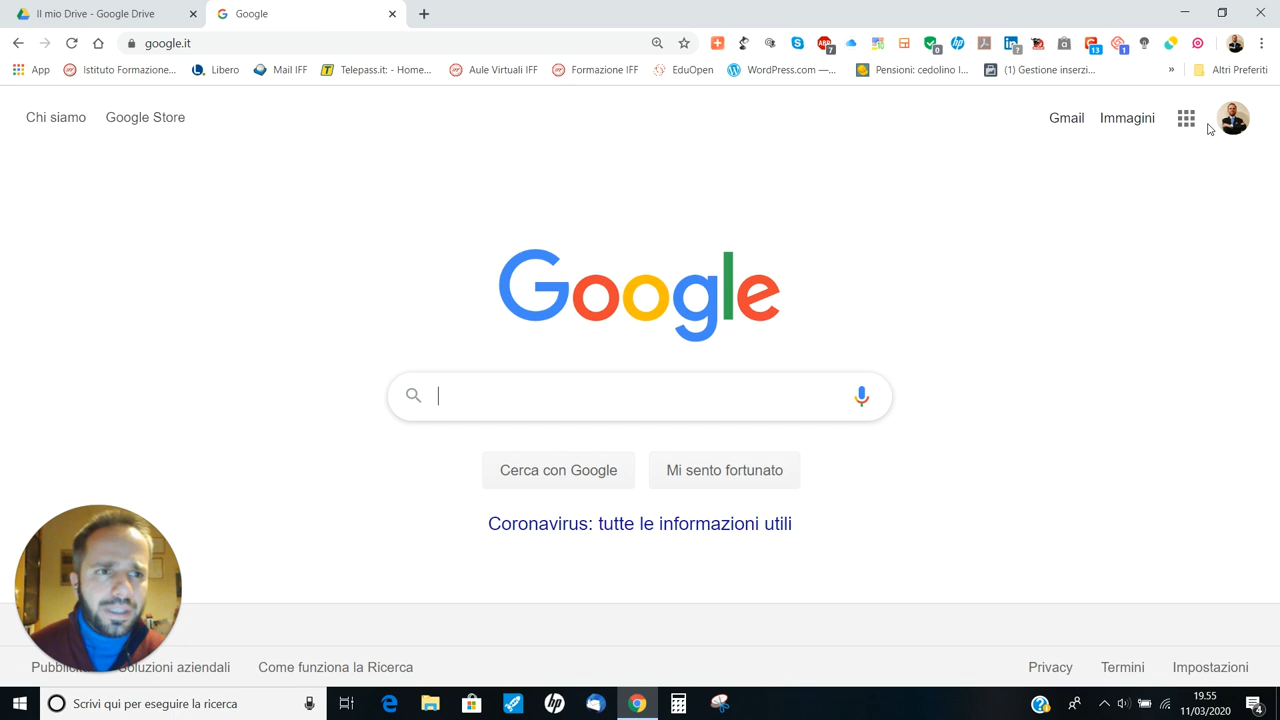 Il mio Drive - Google Drive
Google
google.it
App
Istituto Formazione...
Libero
Mail IFF
Telepass.it: - Home...
Aule Virtuali IFF
Formazione IFF
EduOpen
WordPress.com —...
Pensioni: cedolino I...
(1) Gestione inserzi...
»
Altri Preferiti
Chi siamo
Google Store
Gmail
Immagini
Google
Cerca con Google
Mi sento fortunato
Coronavirus: tutte le informazioni utili
Come funziona la Ricerca
Privacy
Termini
Impostazioni
Scrivi qui per eseguire la ricerca
19.55
11/03/2020
4